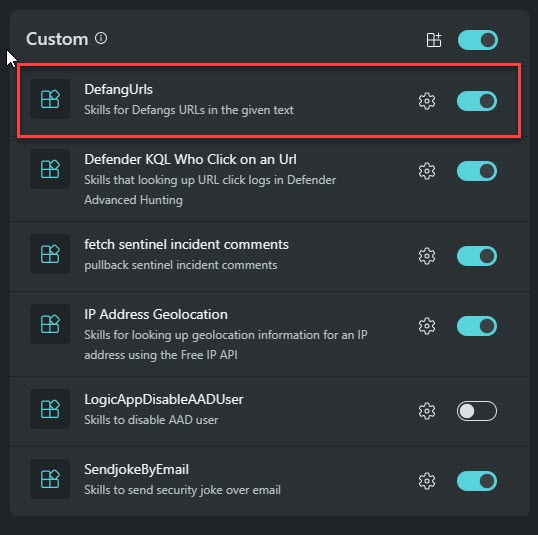 Custom
DefangUrls
Skills for Defangs URLs in the given text
Defender KQL Who Click on an Url
Skills that looking up URL click logs in Defender
Advanced Hunting
fetch sentinel incident comments
pullback sentinel incident comments
IP Address Geolocation
Skills for looking up geolocation information for an IP
address using the Free IP API
LogicAppDisableAADUser
Skills to disable AAD user
SendjokeByEmail
Skills to send security joke over email